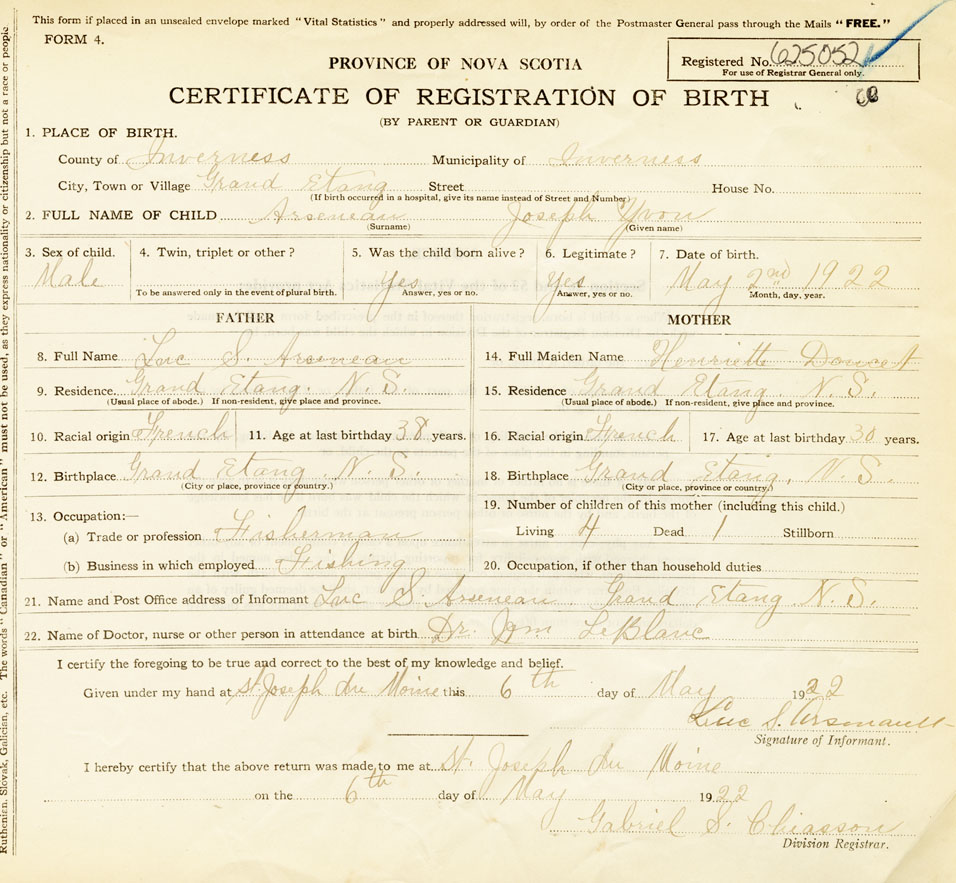 This form if placed in an unsealed envelope marked "Vital Statistics" and properly addressed will, by order of the Postmaster General pass through the Mails "FREE."
FORM 4.
Registered No. 625052
For use of Registrar General only.
PROVINCE OF NOVA SCOTIA
CERTIFICATE OF REGISTRATION OF BIRTH
(BY PARENT OR GUARDIAN)
1. PLACE OF BIRTH.
County of Inverness Municipality of Inverness
City, Town or Village Grand Etang Street House No.
(If birth occurred in a hospital, give its name instead of Street and Number)
2. FULL NAME OF CHILD Arseneau Joseph Yvon
(Surname) (Given name)
3. Sex of child. 4. Twin, triplet or other? 5. Was the child born alive? 6. Legitimate? 7. Date of birth.
Male Yes Yes May 2nd 1922
To be answered only in the event of plural birth. Answer, yes or no. Answer, yes or no. Month, day, year.
FATHER MOTHER
8. Full Name Luc S. Arseneau 14. Full Maiden Name Henriette Doucet
9. Residence Grand Etang. N. S. 15. Residence Grand Etang N. S.
(Usual place of abode.) If non-resident, give place and province. (Usual place of abode.) If non-resident, give place and province.
10. Racial origin French 11. Age at last birthday 38 years. 16. Racial origin French 17. Age at last birthday 30 years.
12. Birthplace Grand Etang. N. S. 18. Birthplace Grand Etang. N. S.
(City or place, province or country.) (City or place, province or country.)
19. Number of children of this mother (including this child.)
13. Occupation:—
(a) Trade or profession Fisherman Living 4 Dead 1 Stillborn
(b) Business in which employed Fishing 20. Occupation, if other than household duties
21. Name and Post Office address of Informant Luc S. Arseneau Grand Etang N. S.
22. Name of Doctor, nurse or other person in attendance at birth Dr. LeBlanc
I certify the foregoing to be true and correct to the best of my knowledge and belief.
Given under my hand at St Joseph du Moine this 6th day of May 1922
Luc S. Arsenault
Signature of Informant.
I hereby certify that the above return was made to me at St. Joseph du Moine
on the 6th day of May 1922
Gabriel S. Chiasson
Division Registrar.
Ruthenian, Slovak, Galician, etc. The words "Canadian" or "American" must not be used, as they express nationality or citizenship but not a race or people